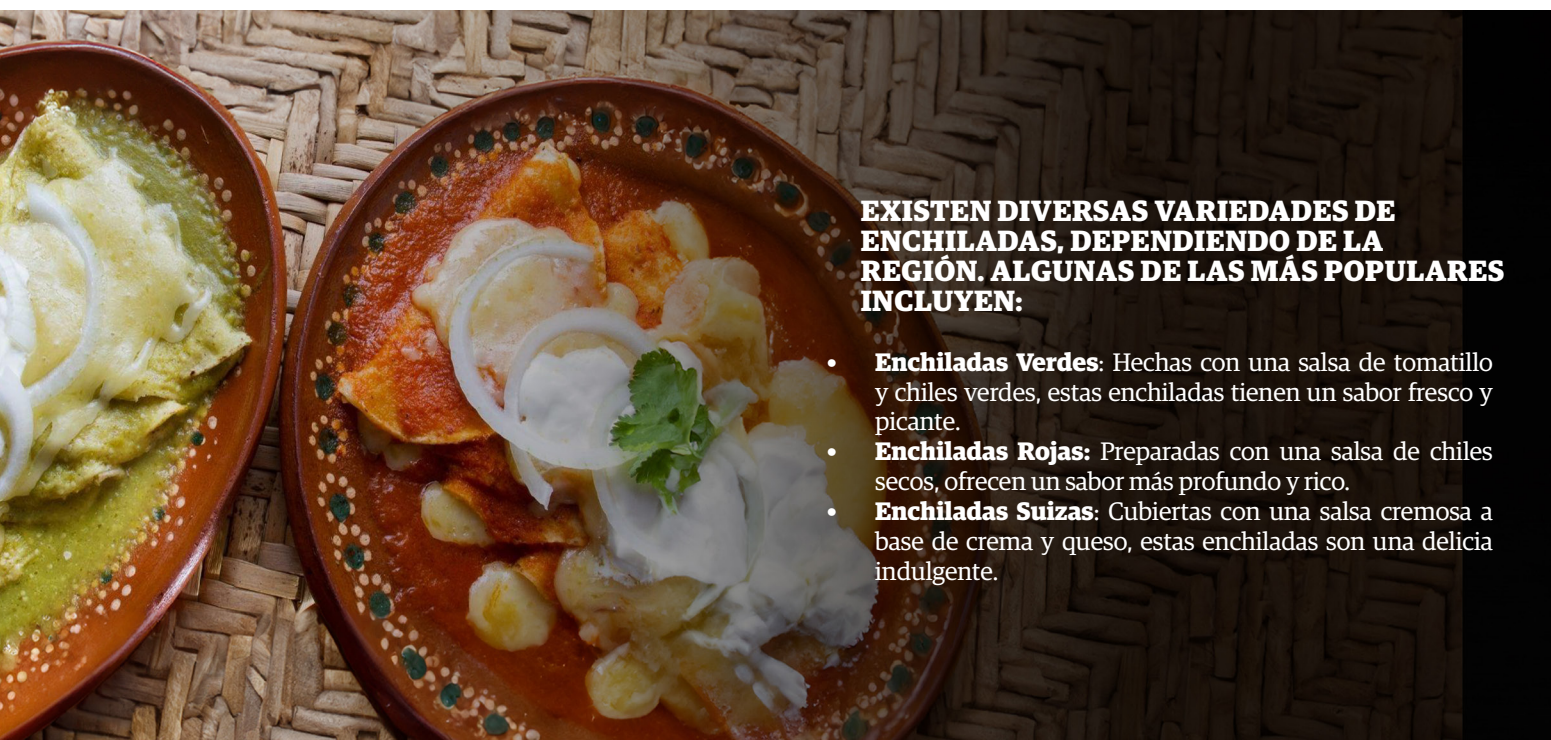 EXISTEN DIVERSAS VARIEDADES DE
ENCHILADAS, DEPENDIENDO DE LA
REGIÓN. ALGUNAS DE LAS MÁS POPULARES
INCLUYEN:
• Enchiladas Verdes: Hechas con una salsa de tomatillo
y chiles verdes, estas enchiladas tienen un sabor fresco y
picante.
• Enchiladas Rojas: Preparadas con una salsa de chiles
secos, ofrecen un sabor más profundo y rico.
• Enchiladas Suizas: Cubiertas con una salsa cremosa a
base de crema y queso, estas enchiladas son una delicia
indulgente.